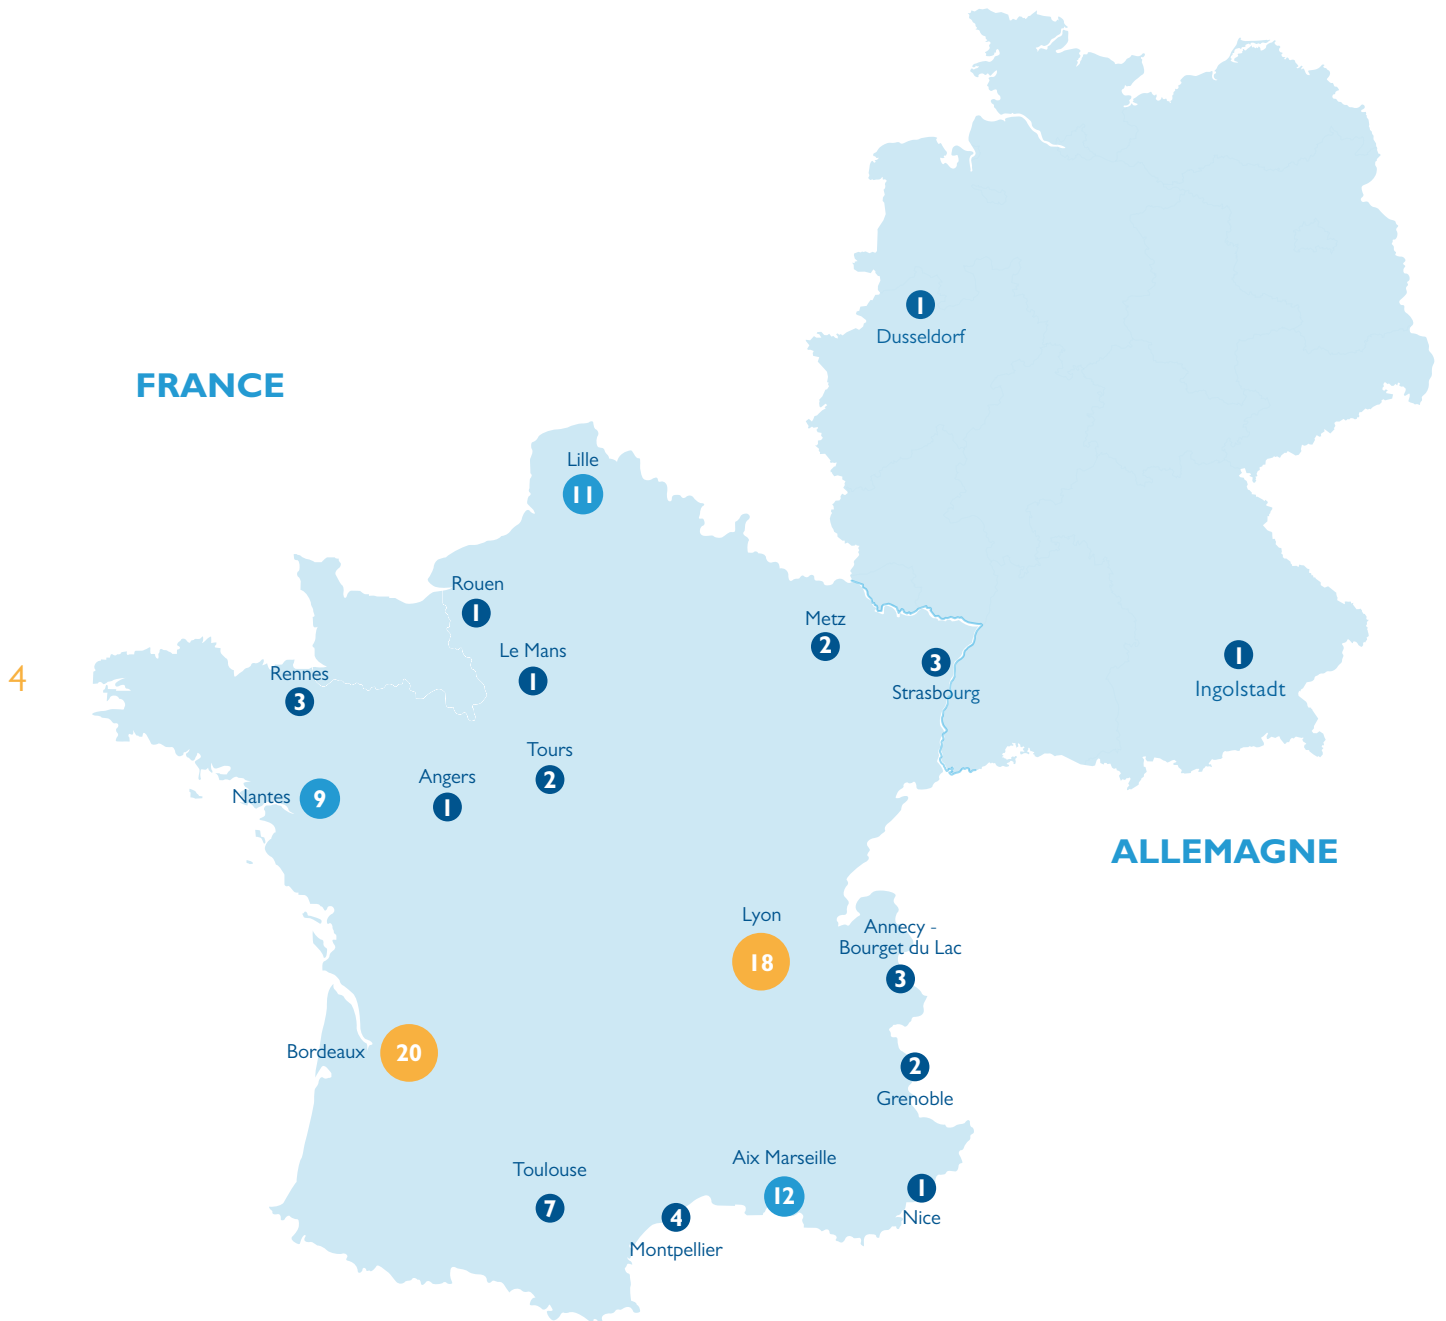 1
Dusseldorf
FRANCE
Lille
11
Rouen
1
Metz
2
Le Mans
1
3
Strasbourg
1
Ingolstadt
4
Rennes
3
Tours
2
Angers
1
Nantes
9
ALLEMAGNE
Lyon
18
Annecy -
Bourget du Lac
3
Bordeaux
20
2
Grenoble
Aix Marseille
12
Toulouse
7
4
Montpellier
1
Nice